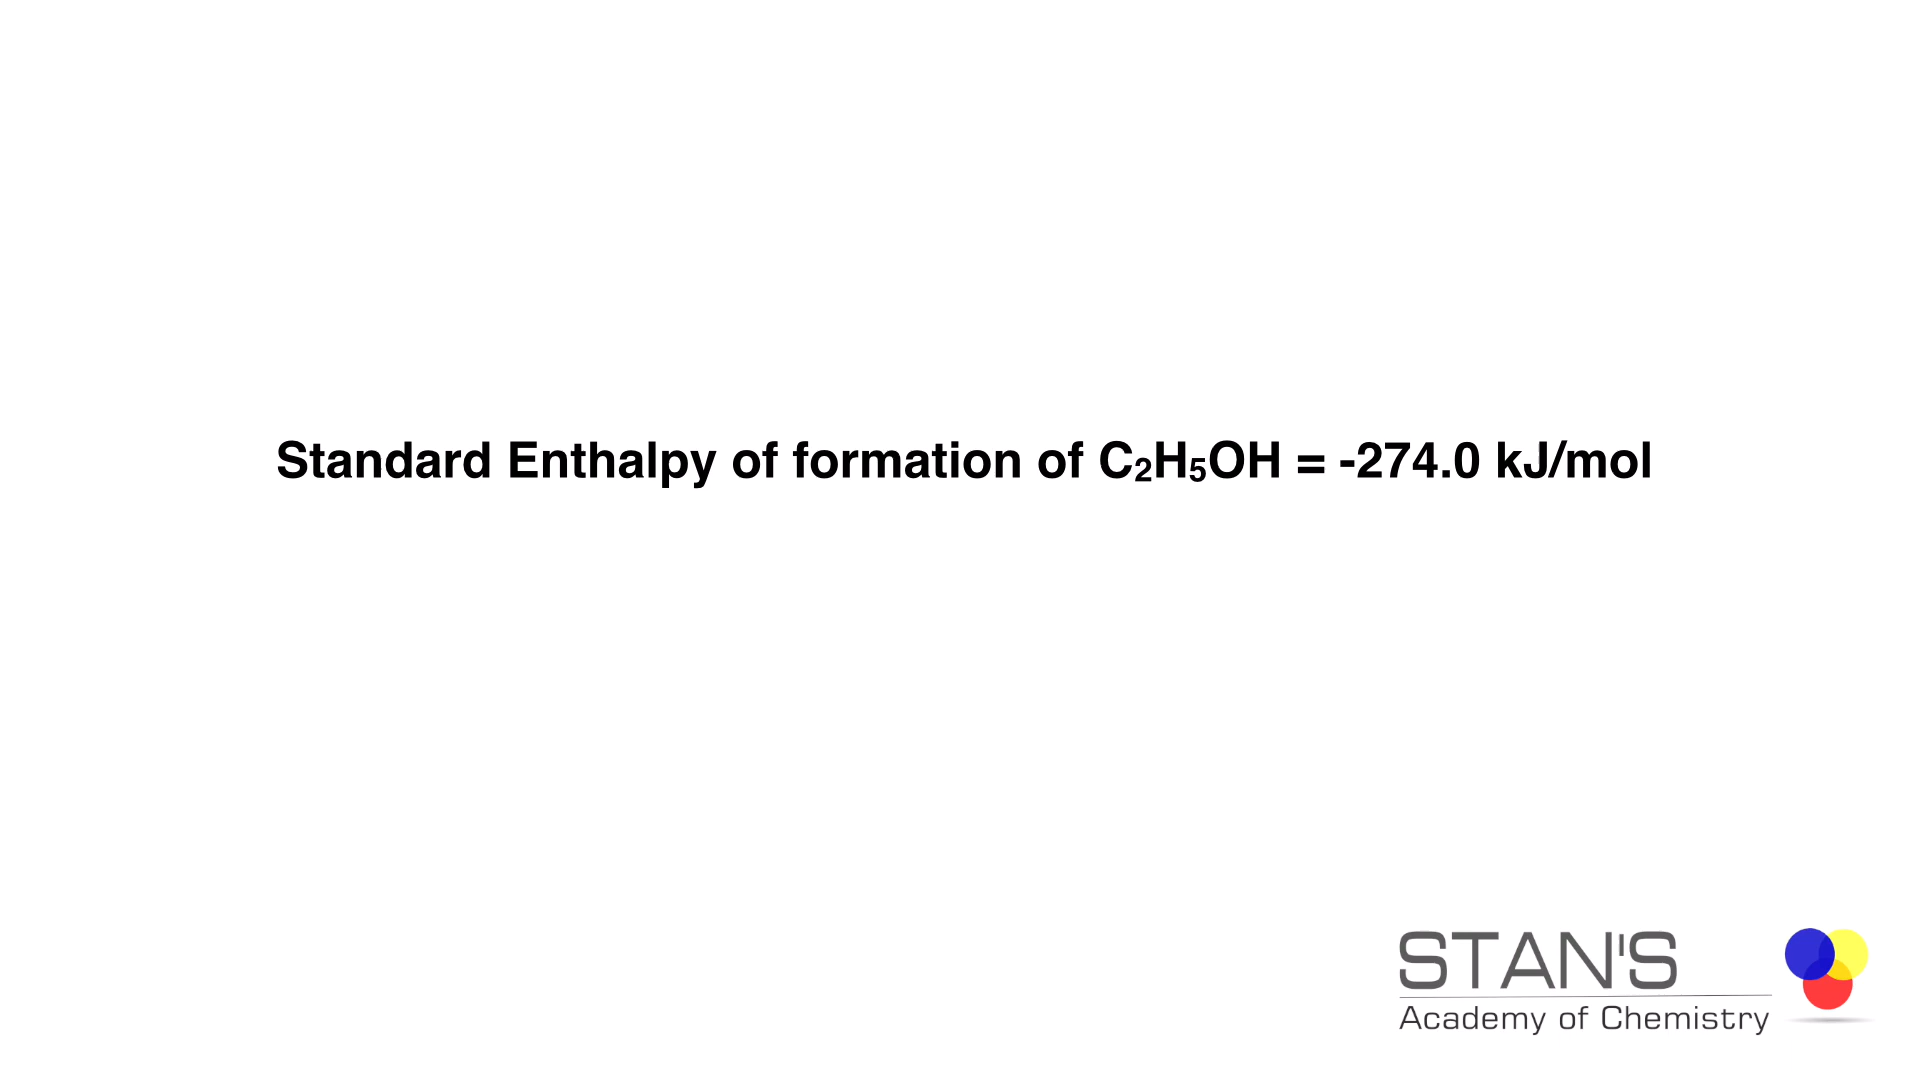 Standard Enthalpy of formation of C₂H₅OH = -274.0 kJ/mol
STAN'S
Academy of Chemistry